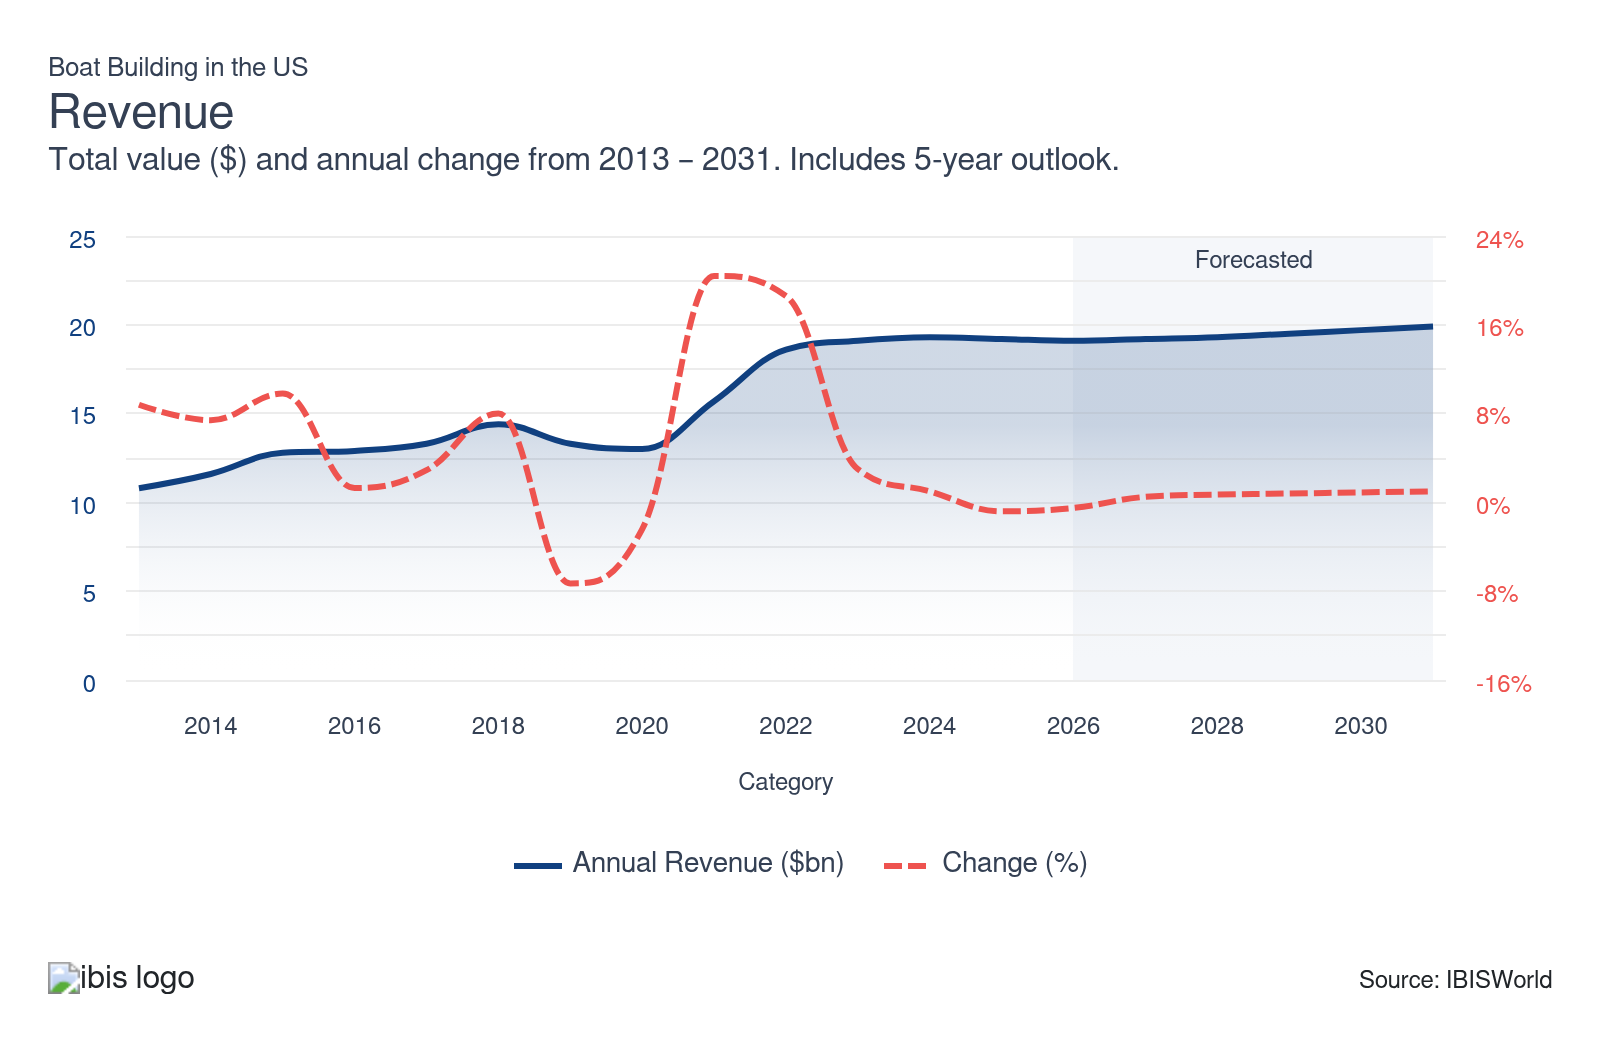 Boat Building in the US
Revenue
Total value ($) and annual change from 2013 – 2031. Includes 5-year outlook.
25
24%
Forecasted
20
16%
15
8%
10
0%
5
-8%
0
-16%
2014 2016 2018 2020 2022 2024 2026 2028 2030
Category
Annual Revenue ($bn) Change (%)
ibis logo
Source: IBISWorld